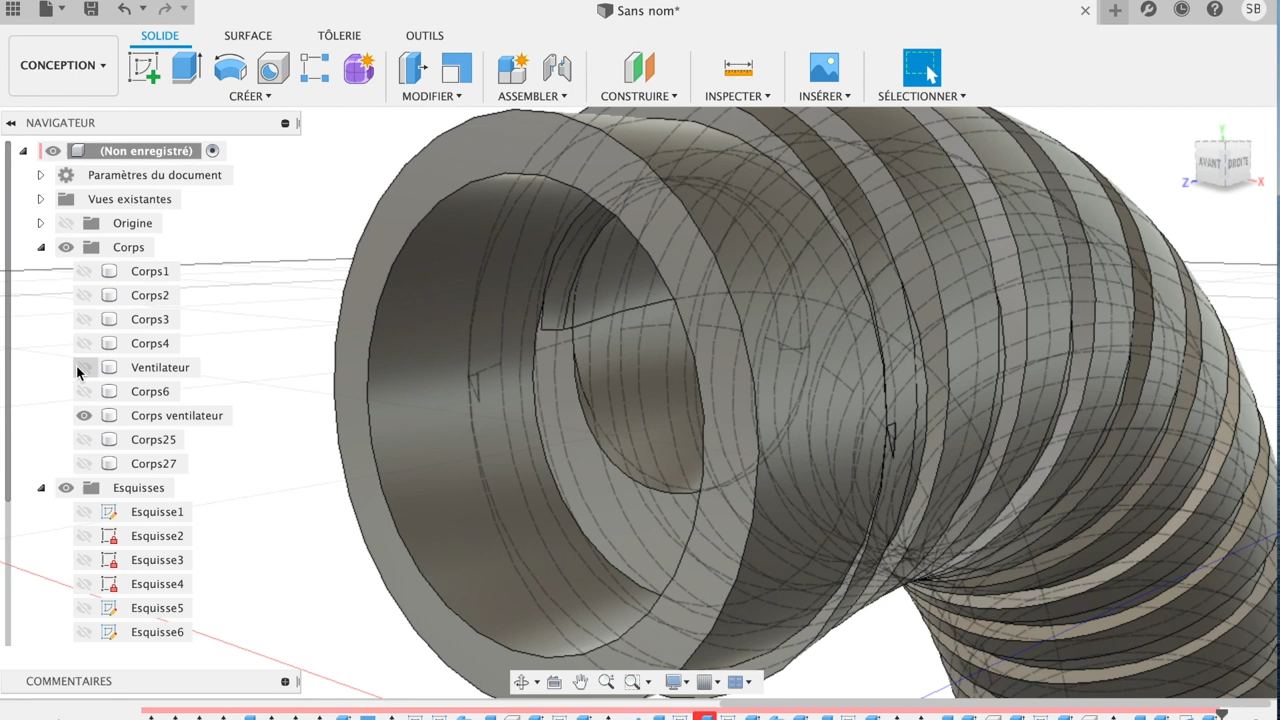 Sans nom*
SB
CONCEPTION
SOLIDE SURFACE TÔLERIE OUTILS
CRÉER MODIFIER ASSEMBLER CONSTRUIRE INSPECTER INSÉRER SÉLECTIONNER
NAVIGATEUR
(Non enregistré)
Paramètres du document
Vues existantes
Origine
Corps
Corps1
Corps2
Corps3
Corps4
Ventilateur
Corps6
Corps ventilateur
Corps25
Corps27
Esquisses
Esquisse1
Esquisse2
Esquisse3
Esquisse4
Esquisse5
Esquisse6
COMMENTAIRES
Y
AVANT DROITE
Z X